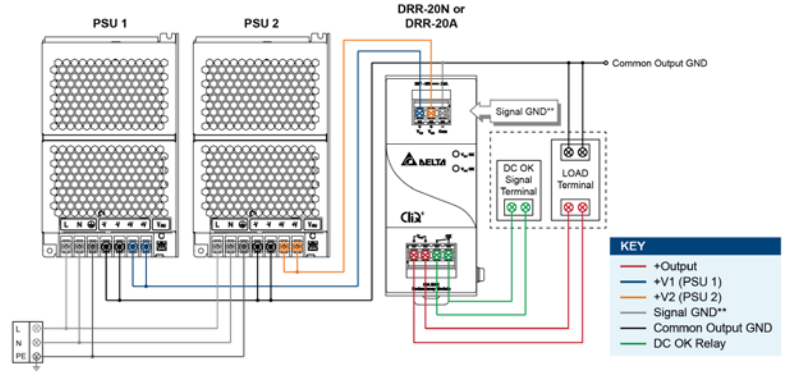 PSU 1
PSU 2
DRR-20N or
DRR-20A
Common Output GND
Signal GND**
DELTA
DC OK
Signal
Terminal
LOAD
Terminal
CliQ
L N
L N
L
N
PE
KEY
+Output
+V1 (PSU 1)
+V2 (PSU 2)
Signal GND**
Common Output GND
DC OK Relay